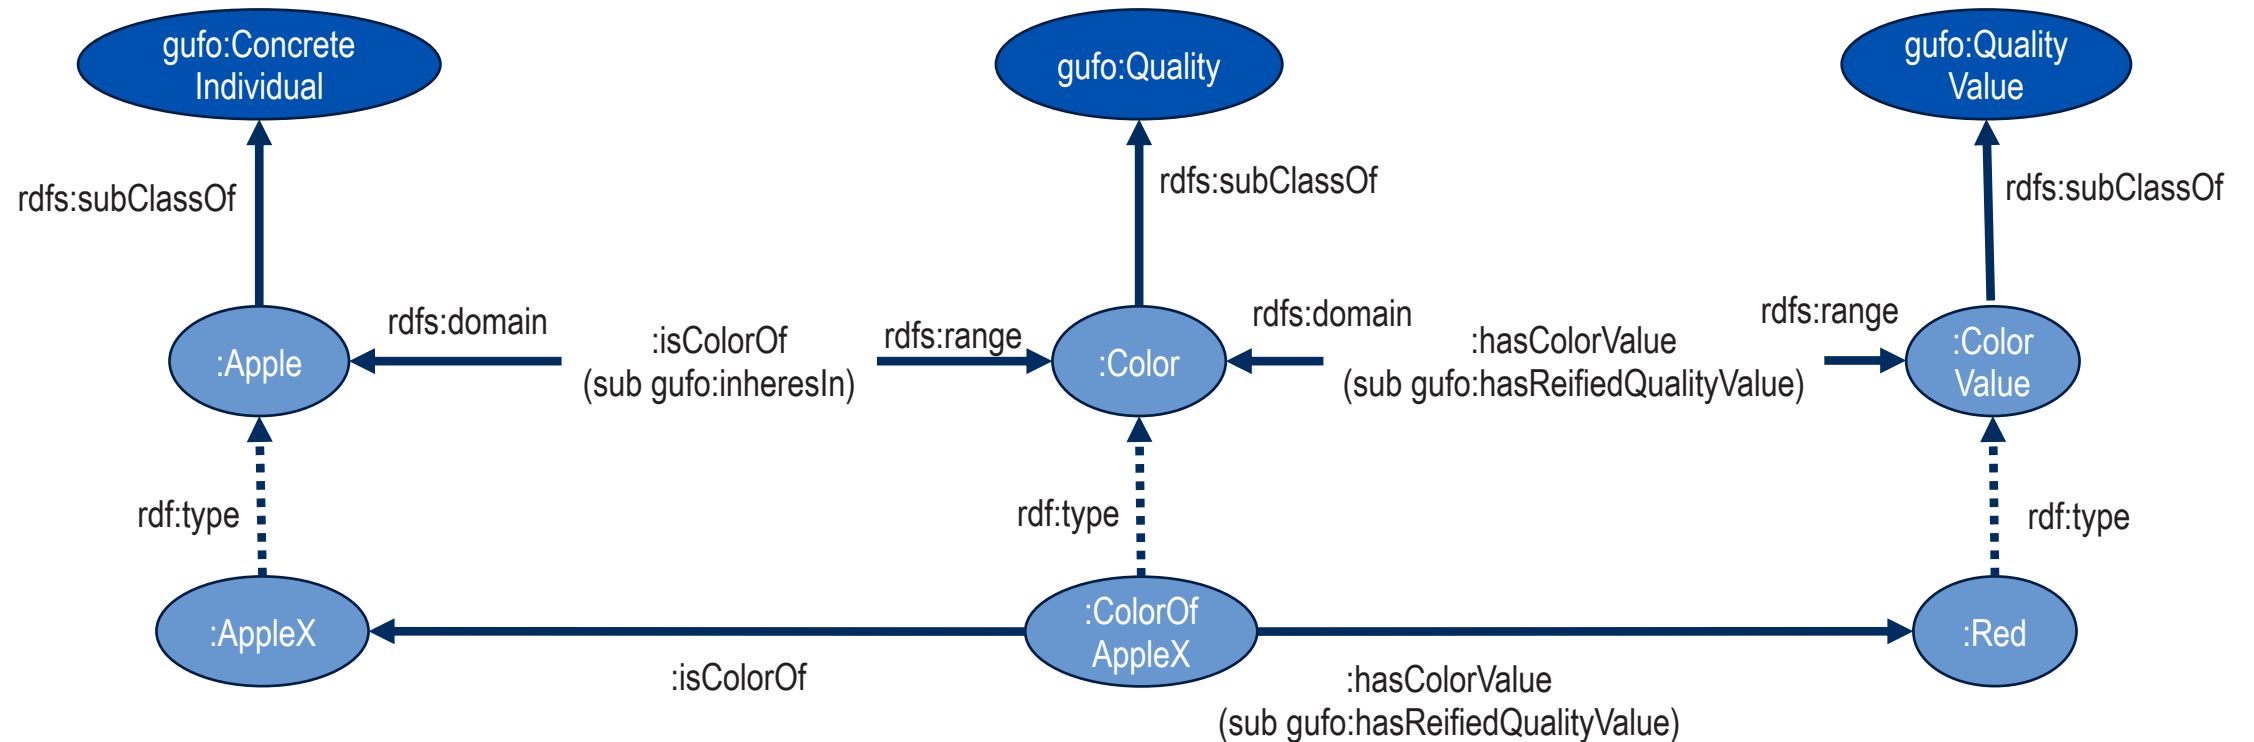 gufo:Concrete
Individual
gufo:Quality
gufo:Quality
Value
rdfs:subClassOf
rdfs:subClassOf
rdfs:subClassOf
:Apple
rdfs:domain
:isColorOf
(sub gufo:inheresIn)
rdfs:range
:Color
rdfs:domain
:hasColorValue
(sub gufo:hasReifiedQualityValue)
rdfs:range
:Color
Value
rdf:type
rdf:type
rdf:type
:AppleX
:isColorOf
:ColorOf
AppleX
:hasColorValue
(sub gufo:hasReifiedQualityValue)
:Red